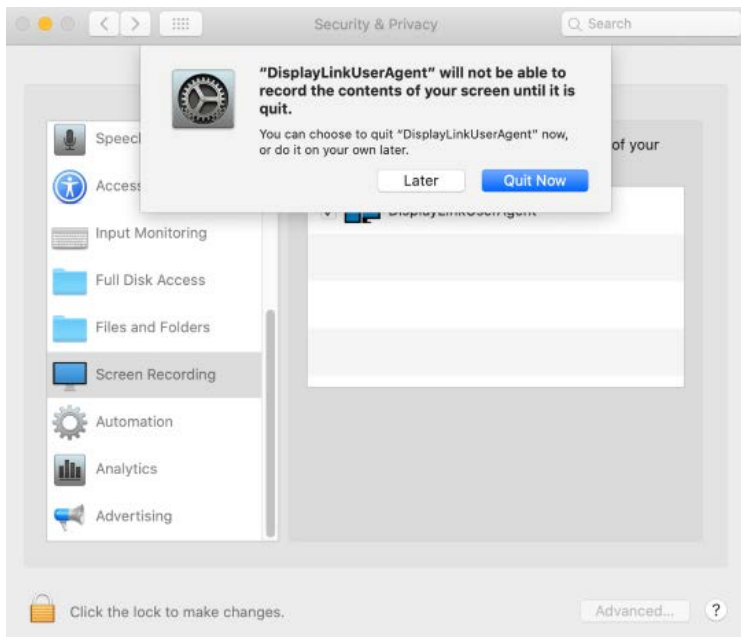 Security & Privacy
Search
"DisplayLinkUserAgent" will not be able to
record the contents of your screen until it is
quit.
You can choose to quit "DisplayLinkUserAgent" now,
or do it on your own later.
Later
Quit Now
of your
Input Monitoring
Full Disk Access
Files and Folders
Screen Recording
Automation
Analytics
Advertising
DisplayLinkUserAgent
Click the lock to make changes.
Advanced...
?